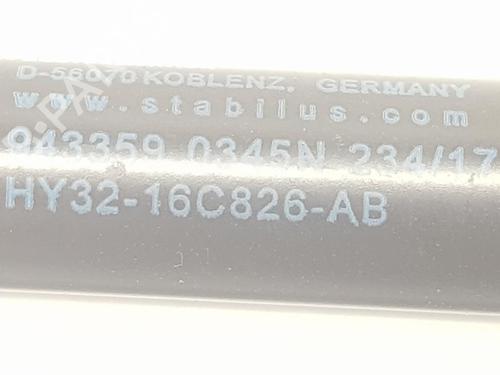 D-56070 KOBLENZ, GERMANY
www.stabilus.com
943359 0345N 234/17
HY32-16C826-AB